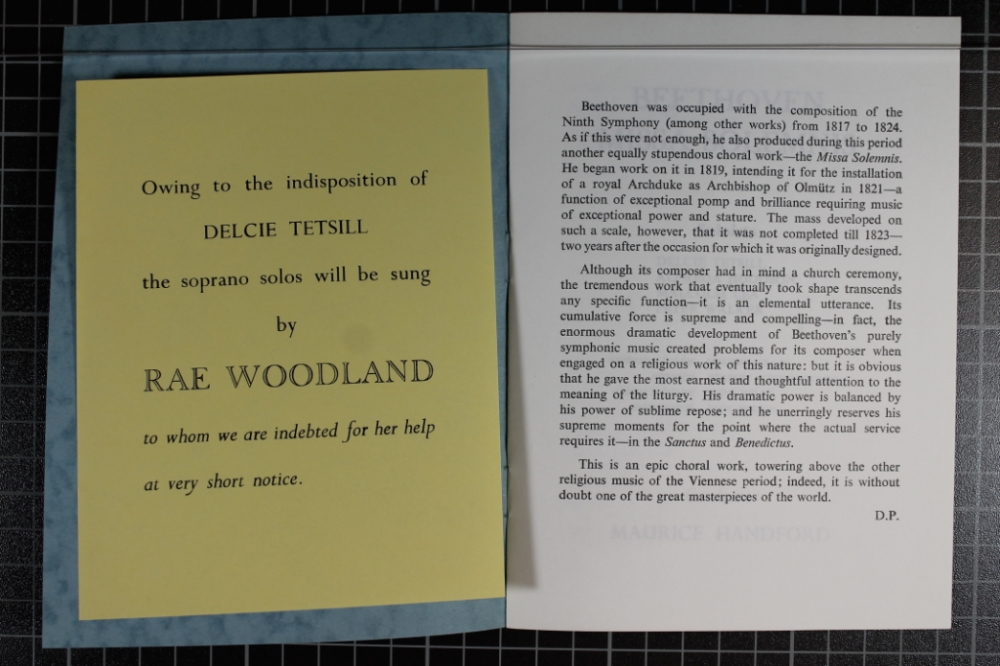 Owing to the indisposition of
DELCIE TETSILL
the soprano solos will be sung
by
RAE WOODLAND
to whom we are indebted for her help
at very short notice.
Beethoven was occupied with the composition of the
Ninth Symphony (among other works) from 1817 to 1824.
As if this were not enough, he also produced during this period
another equally stupendous choral work—the Missa Solemnis.
He began work on it in 1819, intending it for the installation
of a royal Archduke as Archbishop of Olmütz in 1821—a
function of exceptional pomp and brilliance requiring music
of exceptional power and stature. The mass developed on
such a scale, however, that it was not completed till 1823—
two years after the occasion for which it was originally designed.
Although its composer had in mind a church ceremony,
the tremendous work that eventually took shape transcends
any specific function—it is an elemental utterance. Its
cumulative force is supreme and compelling—in fact, the
enormous dramatic development of Beethoven's purely
symphonic music created problems for its composer when
engaged on a religious work of this nature: but it is obvious
that he gave the most earnest and thoughtful attention to the
meaning of the liturgy. His dramatic power is balanced by
his power of sublime repose; and he unerringly reserves his
supreme moments for the point where the actual service
requires it—in the Sanctus and Benedictus.
This is an epic choral work, towering above the other
religious music of the Viennese period; indeed, it is without
doubt one of the great masterpieces of the world.
D.P.
MAURICE HANDFORD